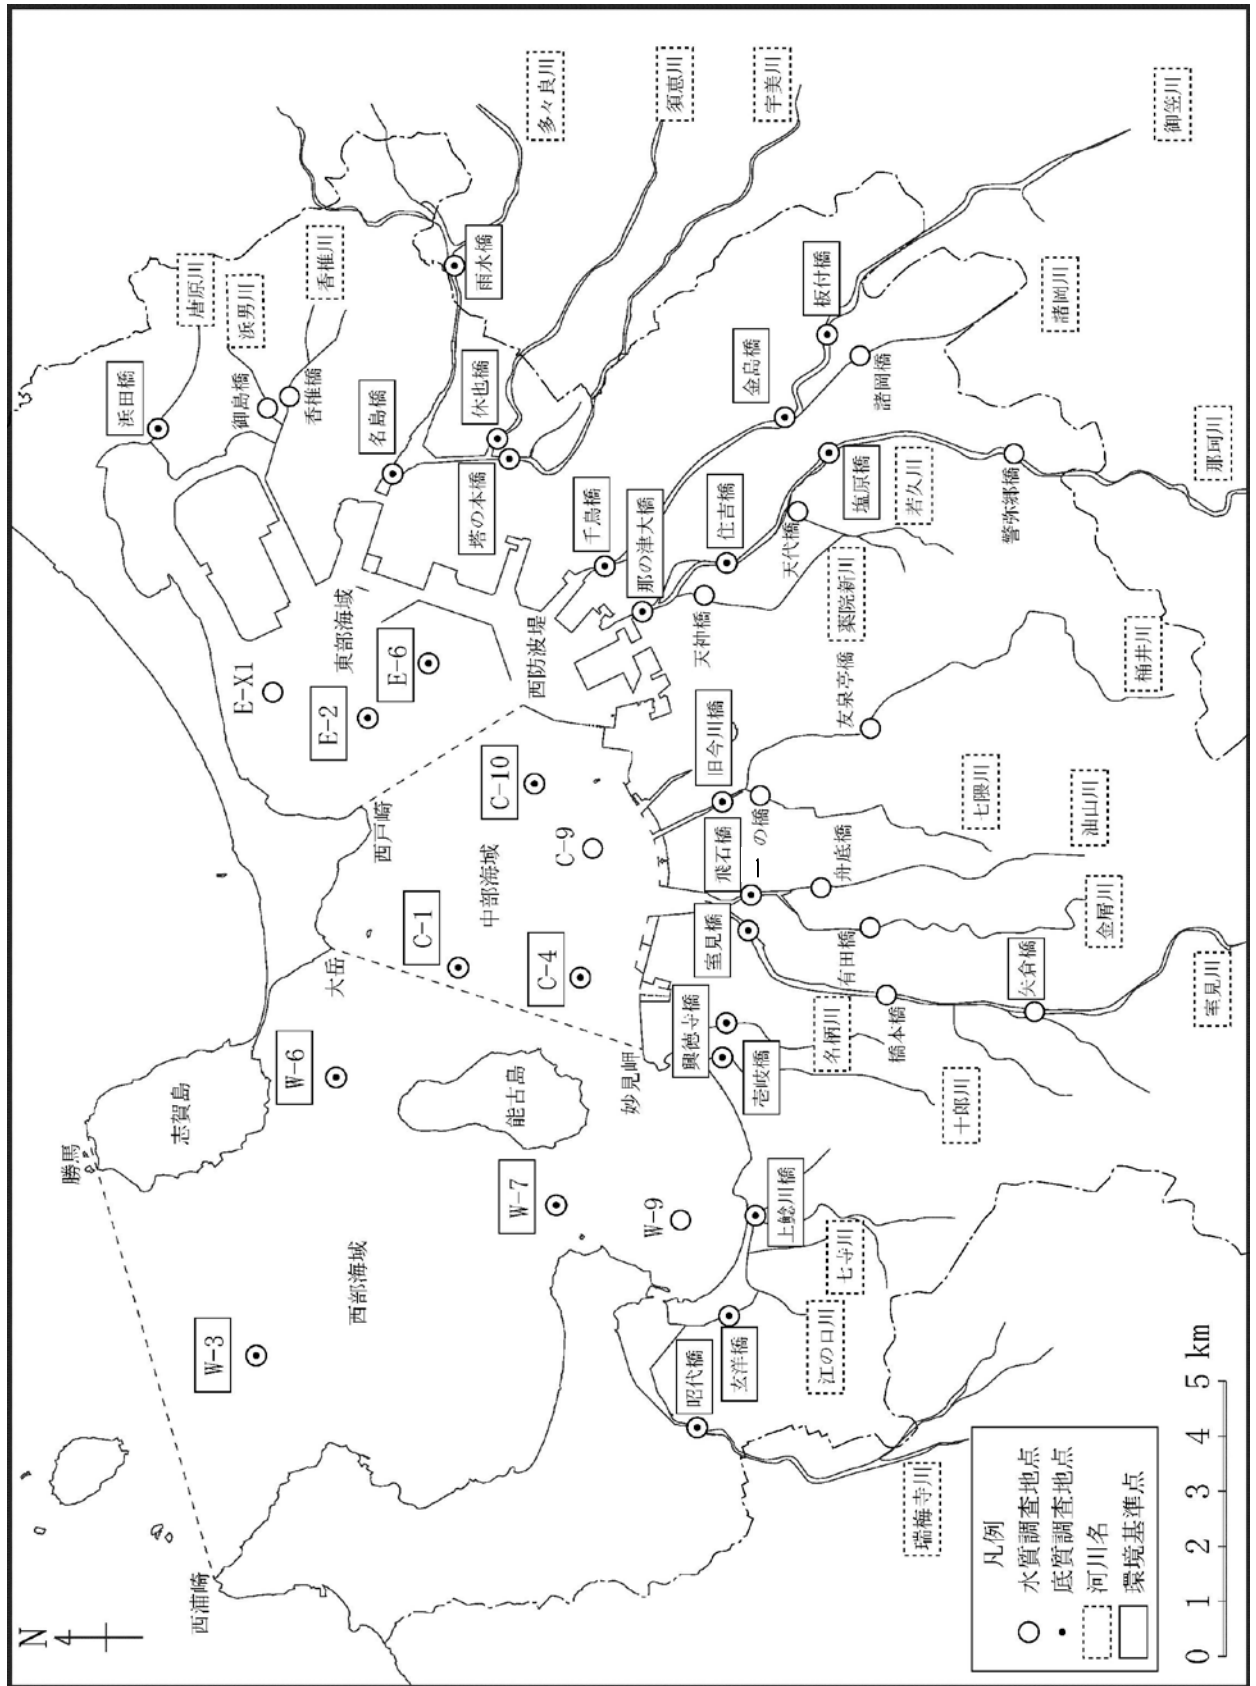 N
4
西浦崎
勝馬
志賀島
大岳
西戸崎
W-3
W-6
W-7
W-9
西部海域
能古島
妙見岬
C-1
C-4
C-9
C-10
中部海域
E-X1
E-2
E-6
東部海域
西防波堤
浜田橋
唐原川
浜男川
御島橋
香椎川
香椎橋
名島橋
雨水橋
多々良川
休也橋
塔の本橋
須恵川
宇美川
千鳥橋
金島橋
板付橋
御笠川
諸岡橋
諸岡川
那の津大橋
住吉橋
塩原橋
警弥郷橋
那珂川
天代橋
若久川
天神橋
薬院新川
旧今川橋
友泉亭橋
樋井川
一の橋
七隈川
飛石橋
舟底橋
油山川
有田橋
金屑川
室見橋
橋本橋
矢倉橋
室見川
興徳寺橋
名柄川
壱岐橋
十郎川
上鯰川橋
七寺川
玄洋橋
江の口川
昭代橋
瑞梅寺川
凡例
水質調査地点
底質調査地点
河川名
環境基準点
0 1 2 3 4 5 km